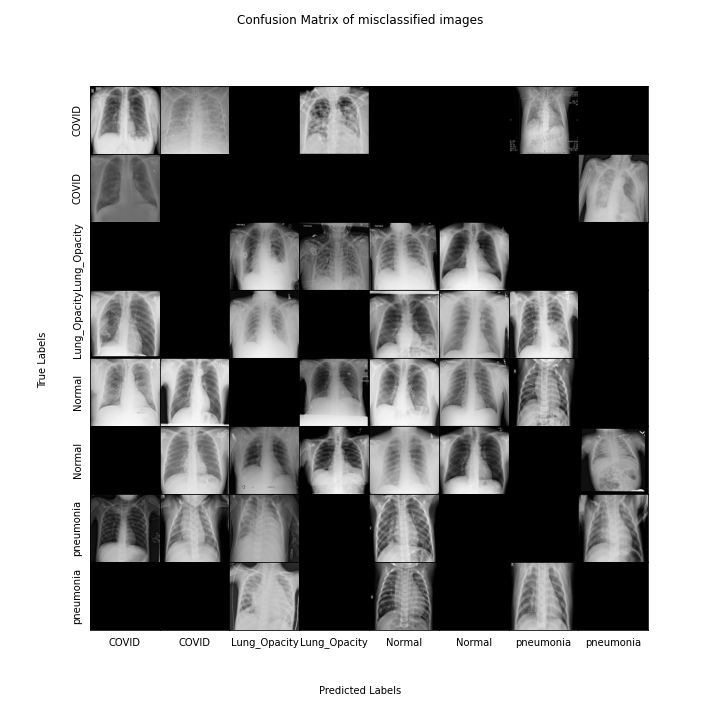 Confusion Matrix of misclassified images
True Labels
COVID
COVID
Lung_Opacity
Lung_Opacity
Normal
Normal
pneumonia
pneumonia
COVID
COVID
Lung_Opacity
Lung_Opacity
Normal
Normal
pneumonia
pneumonia
Predicted Labels